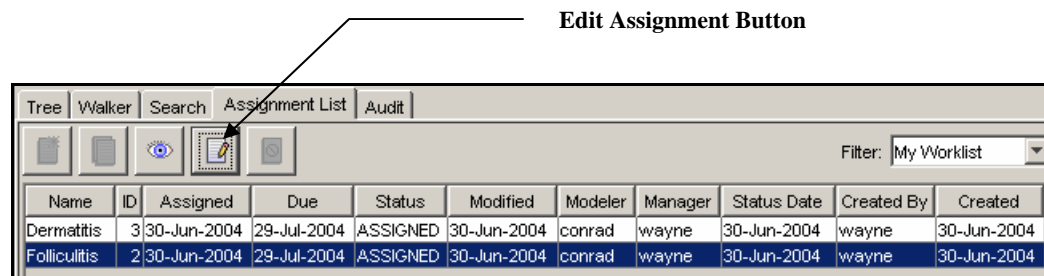 Edit Assignment Button
Tree Walker Search Assignment List Audit
Filter: My Worklist
Name ID Assigned Due Status Modified Modeler Manager Status Date Created By Created
Dermatitis 3 30-Jun-2004 29-Jul-2004 ASSIGNED 30-Jun-2004 conrad wayne 30-Jun-2004 wayne 30-Jun-2004
Folliculitis 2 30-Jun-2004 29-Jul-2004 ASSIGNED 30-Jun-2004 conrad wayne 30-Jun-2004 wayne 30-Jun-2004